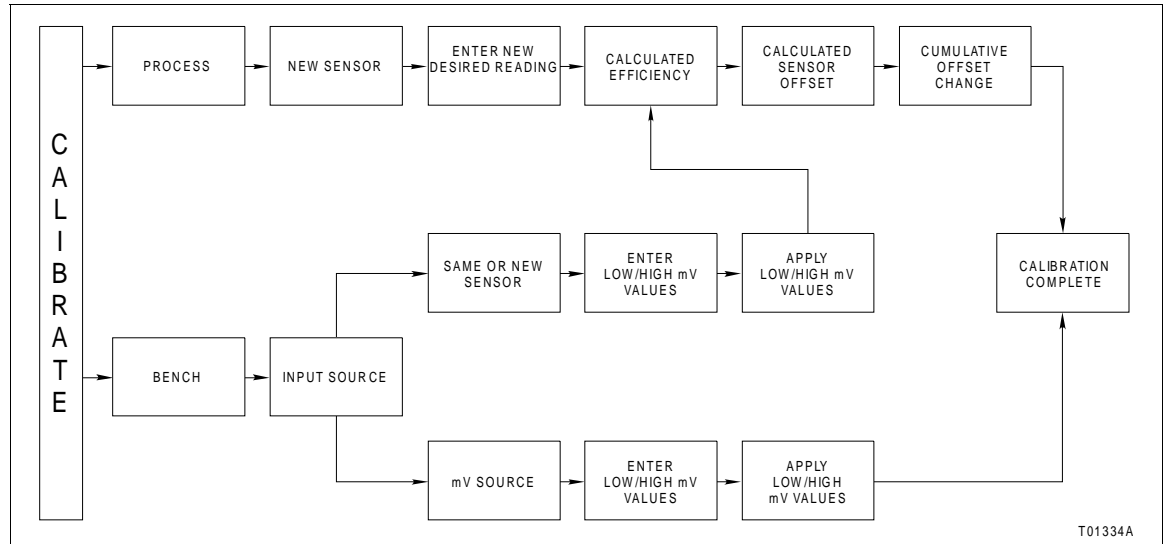 CALIBRATE
PROCESS
NEW SENSOR
ENTER NEW
DESIRED READING
CALCULATED
EFFICIENCY
CALCULATED
SENSOR
OFFSET
CUMULATIVE
OFFSET
CHANGE
SAME OR NEW
SENSOR
ENTER
LOW/HIGH mV
VALUES
APPLY
LOW/HIGH mV
VALUES
CALIBRATION
COMPLETE
BENCH
INPUT SOURCE
mV SOURCE
ENTER
LOW/HIGH mV
VALUES
APPLY
LOW/HIGH
mV VALUES
T01334A